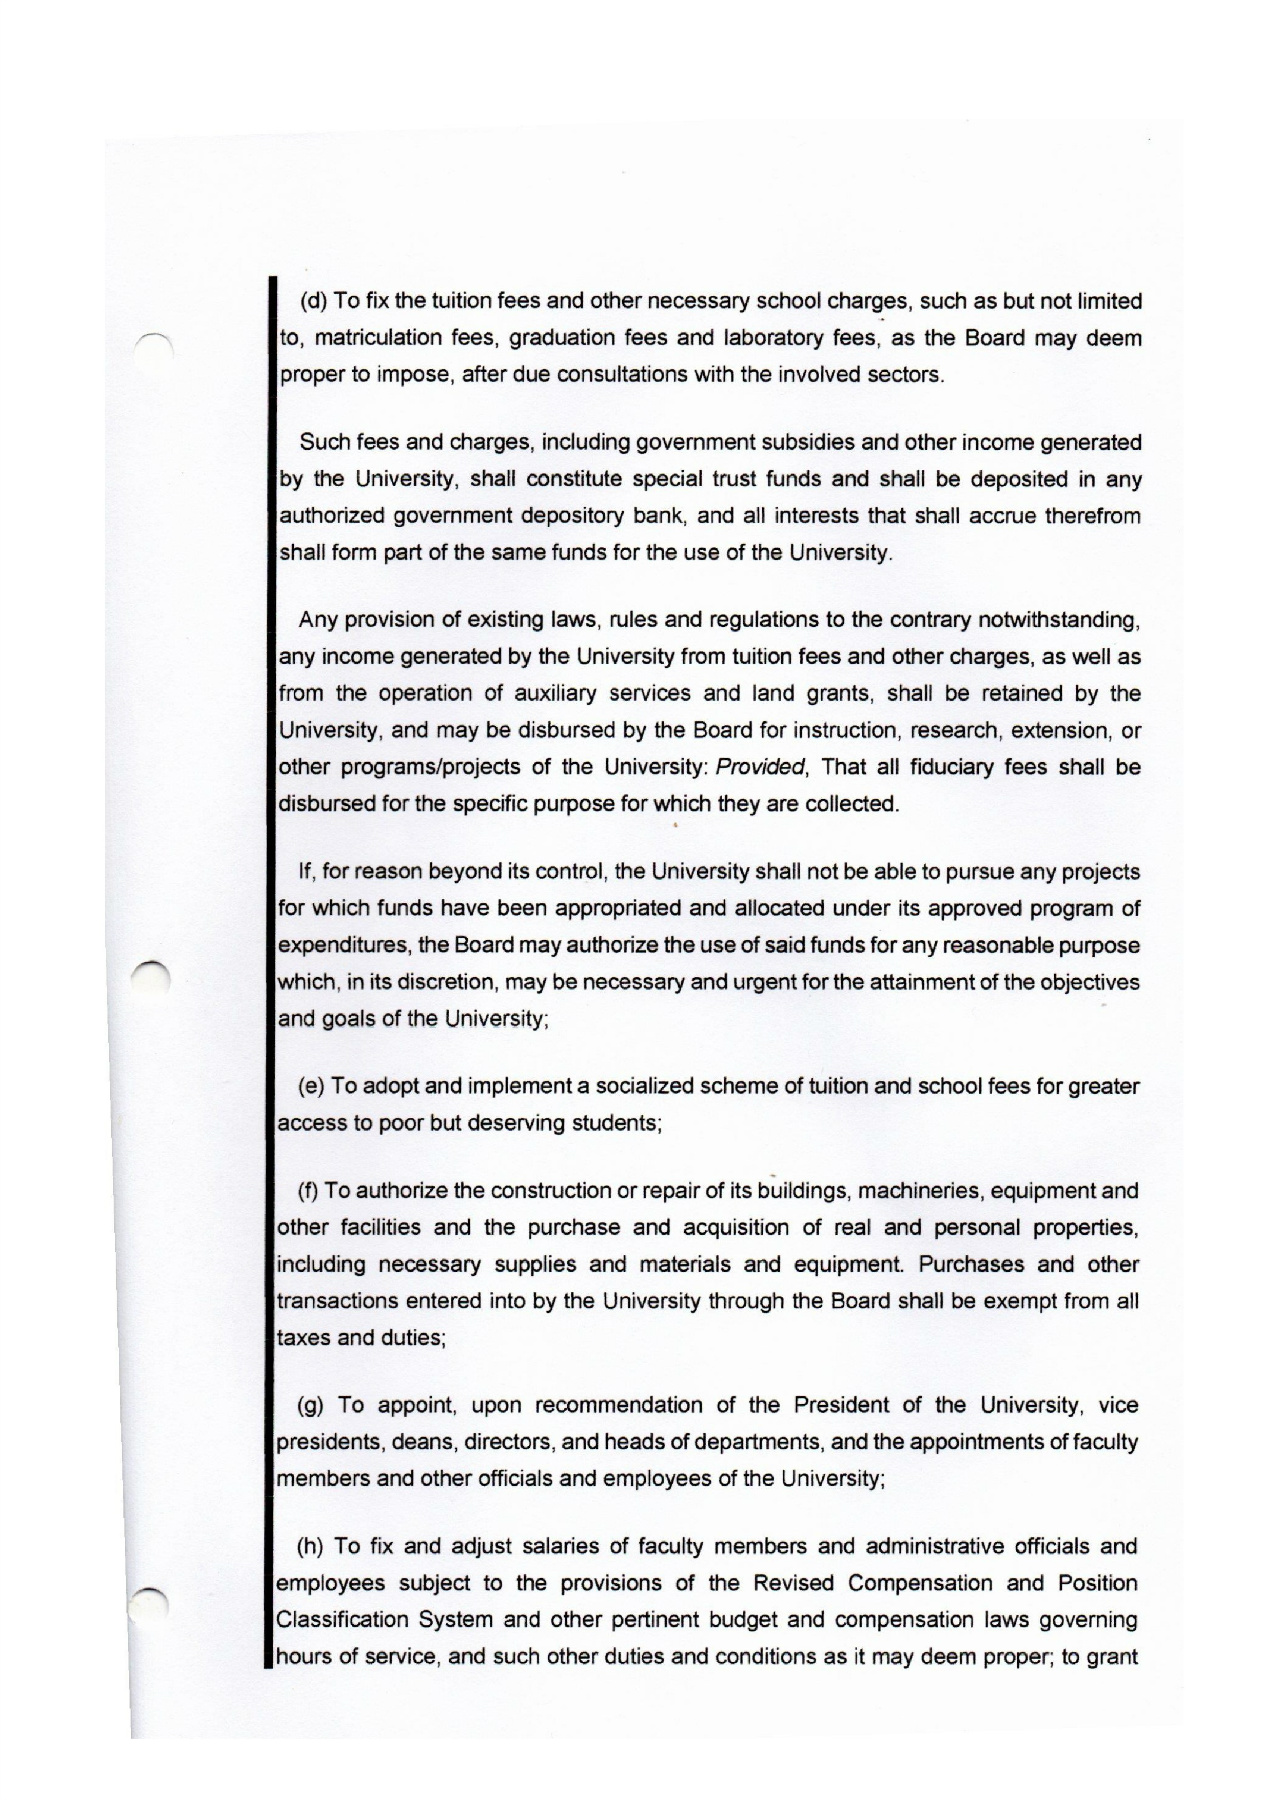 (d) To fix the tuition fees and other necessary school charges, such as but not limited
to, matriculation fees, graduation fees and laboratory fees, as the Board may deem
proper to impose, after due consultations with the involved sectors.
Such fees and charges, including government subsidies and other income generated
by the University, shall constitute special trust funds and shall be deposited in any
authorized government depository bank, and all interests that shall accrue therefrom
shall form part of the same funds for the use of the University.
Any provision of existing laws, rules and regulations to the contrary notwithstanding,
any income generated by the University from tuition fees and other charges, as well as
from the operation of auxiliary services and land grants, shall be retained by the
University, and may be disbursed by the Board for instruction, research, extension, or
other programs/projects of the University: Provided, That all fiduciary fees shall be
disbursed for the specific purpose for which they are collected.
If, for reason beyond its control, the University shall not be able to pursue any projects
for which funds have been appropriated and allocated under its approved program of
expenditures, the Board may authorize the use of said funds for any reasonable purpose
which, in its discretion, may be necessary and urgent for the attainment of the objectives
and goals of the University;
(e) To adopt and implement a socialized scheme of tuition and school fees for greater
access to poor but deserving students;
(f) To authorize the construction or repair of its buildings, machineries, equipment and
other facilities and the purchase and acquisition of real and personal properties,
including necessary supplies and materials and equipment. Purchases and other
transactions entered into by the University through the Board shall be exempt from all
taxes and duties;
(g) To appoint, upon recommendation of the President of the University, vice
presidents, deans, directors, and heads of departments, and the appointments of faculty
members and other officials and employees of the University;
(h) To fix and adjust salaries of faculty members and administrative officials and
employees subject to the provisions of the Revised Compensation and Position
Classification System and other pertinent budget and compensation laws governing
hours of service, and such other duties and conditions as it may deem proper; to grant